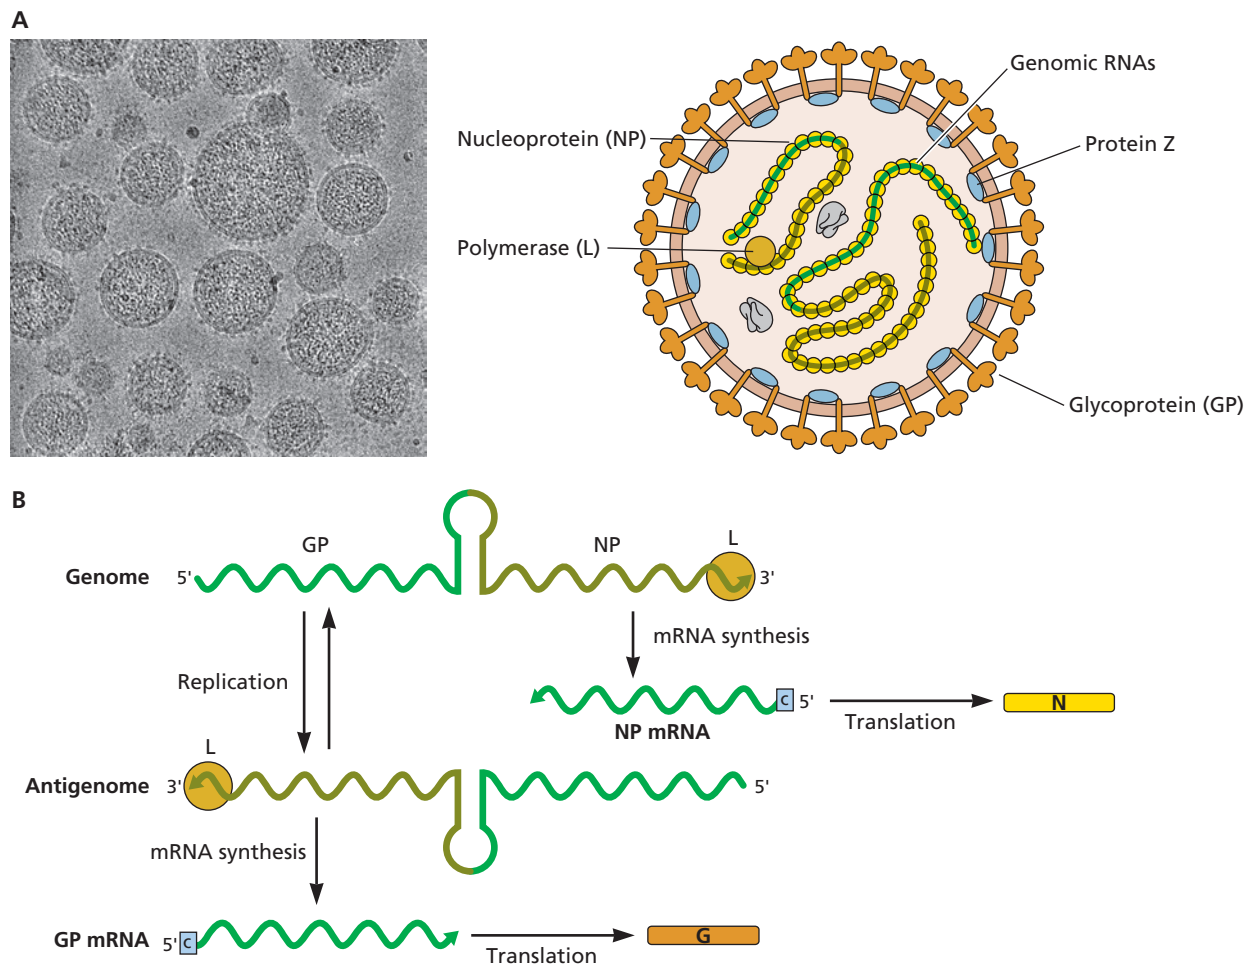 A
Genomic RNAs
Nucleoprotein (NP)
Protein Z
Polymerase (L)
Glycoprotein (GP)
B
GP
NP
L
Genome
5'
3'
mRNA synthesis
Replication
C
5'
Translation
N
NP mRNA
L
Antigenome
3'
5'
mRNA synthesis
GP mRNA
5'
C
Translation
G